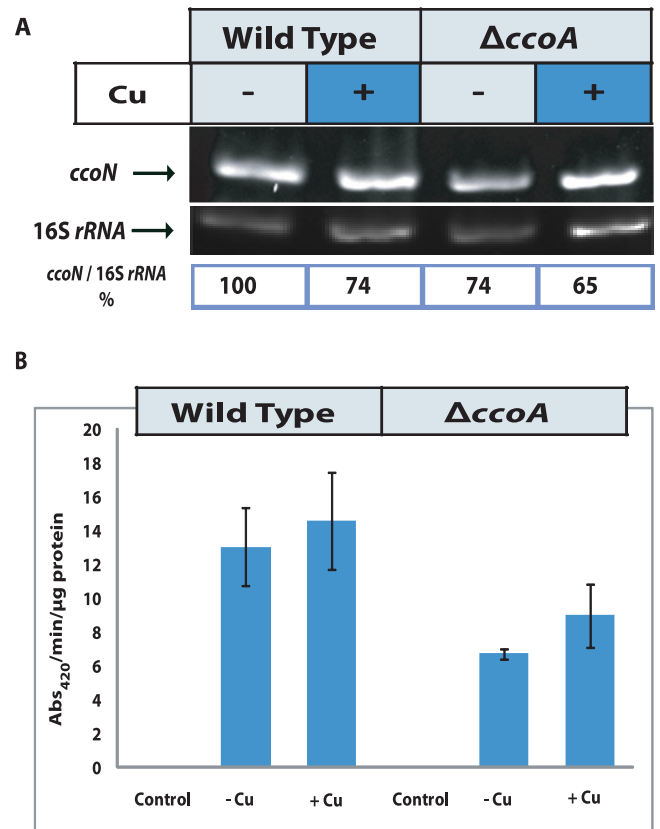 A
Wild Type ΔccoA
Cu - + - +
ccoN
16S rRNA
ccoN / 16S rRNA
%
100 74 74 65
B
Wild Type ΔccoA
20
18
16
14
12
10
8
6
4
2
0
Abs420/min/µg protein
Control - Cu + Cu Control - Cu + Cu